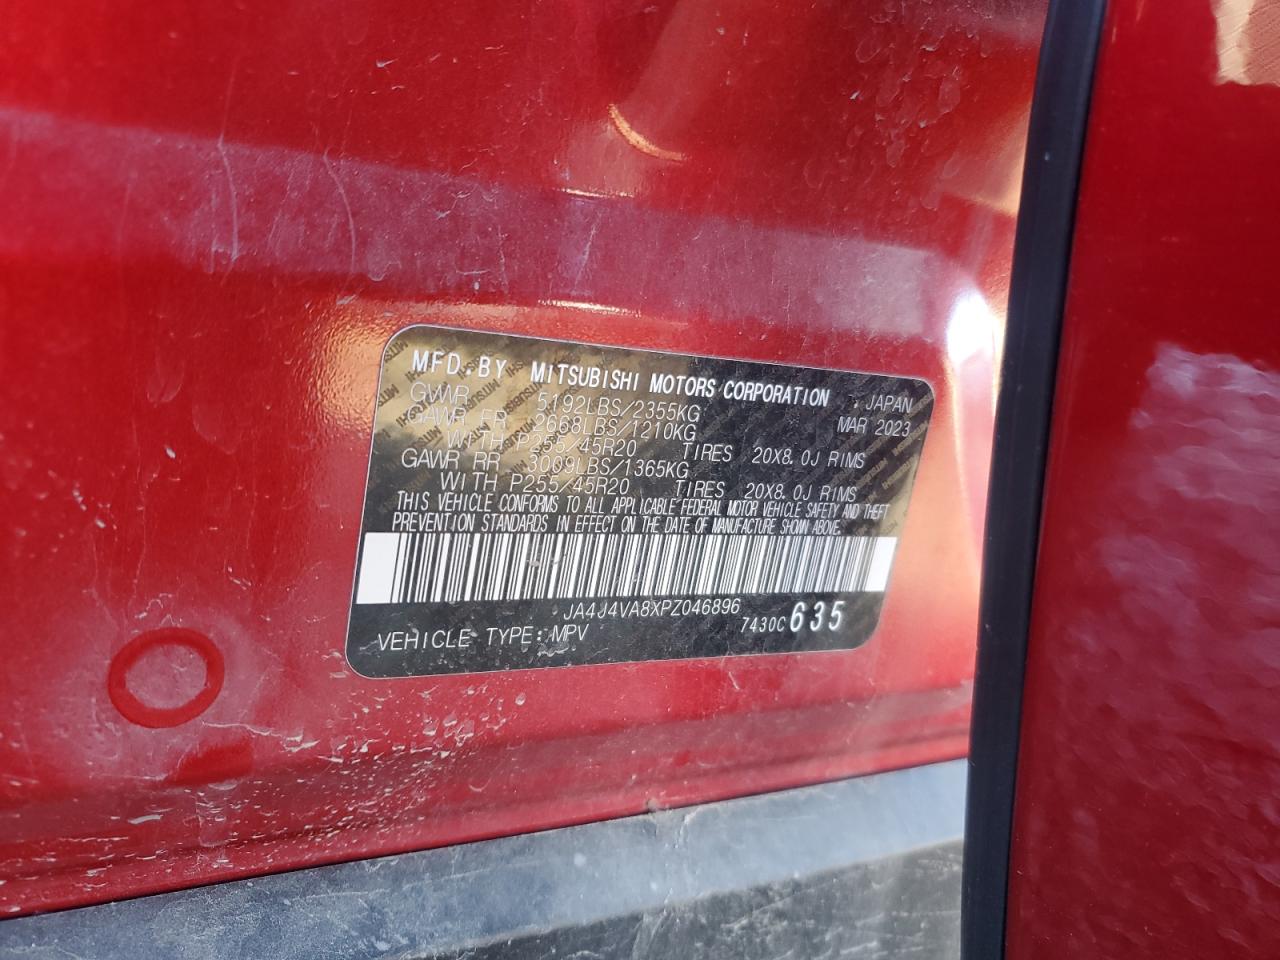 MFD. BY MITSUBISHI MOTORS CORPORATION . JAPAN
GVWR 5192LBS/2355KG MAR 2023
GAWR FR 2668LBS/1210KG
WITH P255/45R20 TIRES 20X8.0J RIMS
GAWR RR 3009LBS/1365KG
WITH P255/45R20 TIRES 20X8.0J RIMS
THIS VEHICLE CONFORMS TO ALL APPLICABLE FEDERAL MOTOR VEHICLE SAFETY AND THEFT
PREVENTION STANDARDS IN EFFECT ON THE DATE OF MANUFACTURE SHOWN ABOVE.
JA4J4VA8XPZ046896
7430C 635
VEHICLE TYPE: MPV